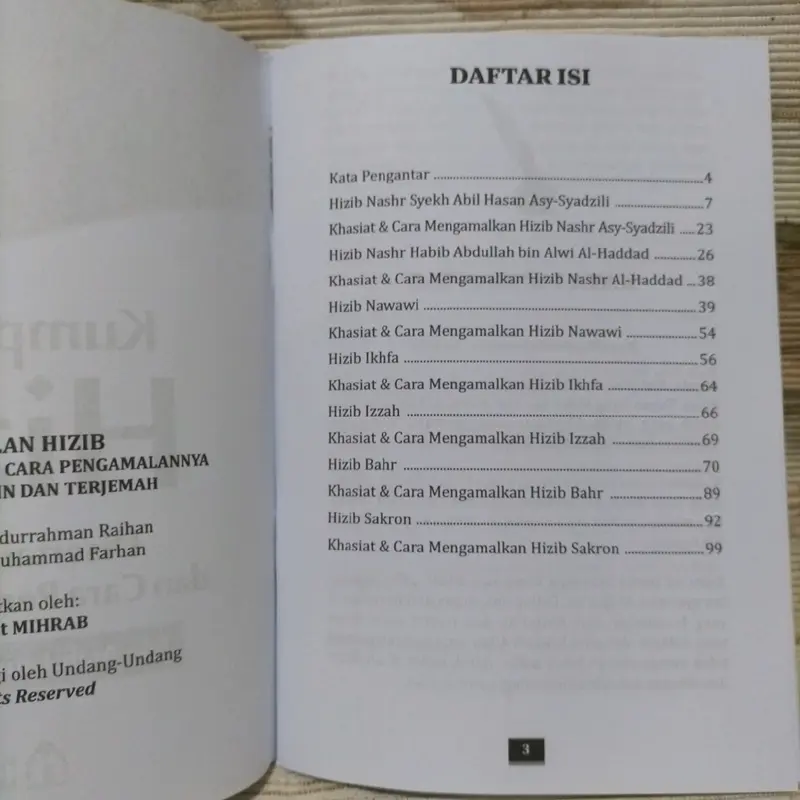 LAN HIZIB
CARA PENGAMALANNYA
IN DAN TERJEMAH
durrahman Raihan
uhammad Farhan
tkan oleh:
t MIHRAB
gi oleh Undang-Undang
ts Reserved
DAFTAR ISI
Kata Pengantar ..... 4
Hizib Nashr Syekh Abil Hasan Asy-Syadzili ..... 7
Khasiat & Cara Mengamalkan Hizib Nashr Asy-Syadzili ..... 23
Hizib Nashr Habib Abdullah bin Alwi Al-Haddad ..... 26
Khasiat & Cara Mengamalkan Hizib Nashr Al-Haddad ... 38
Hizib Nawawi ..... 39
Khasiat & Cara Mengamalkan Hizib Nawawi ..... 54
Hizib Ikhfa ..... 56
Khasiat & Cara Mengamalkan Hizib Ikhfa ..... 64
Hizib Izzah ..... 66
Khasiat & Cara Mengamalkan Hizib Izzah ..... 69
Hizib Bahr ..... 70
Khasiat & Cara Mengamalkan Hizib Bahr ..... 89
Hizib Sakron ..... 92
Khasiat & Cara Mengamalkan Hizib Sakron ..... 99
3